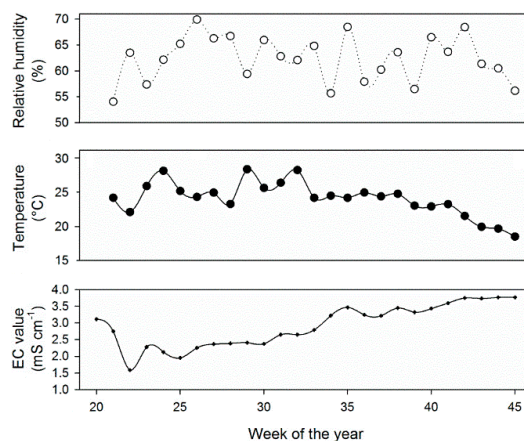 Relative humidity
(%)
70
65
60
55
50
Temperature
(°C)
30
25
20
15
EC value
(mS cm⁻¹)
4.0
3.5
3.0
2.5
2.0
1.5
1.0
20 25 30 35 40 45
Week of the year